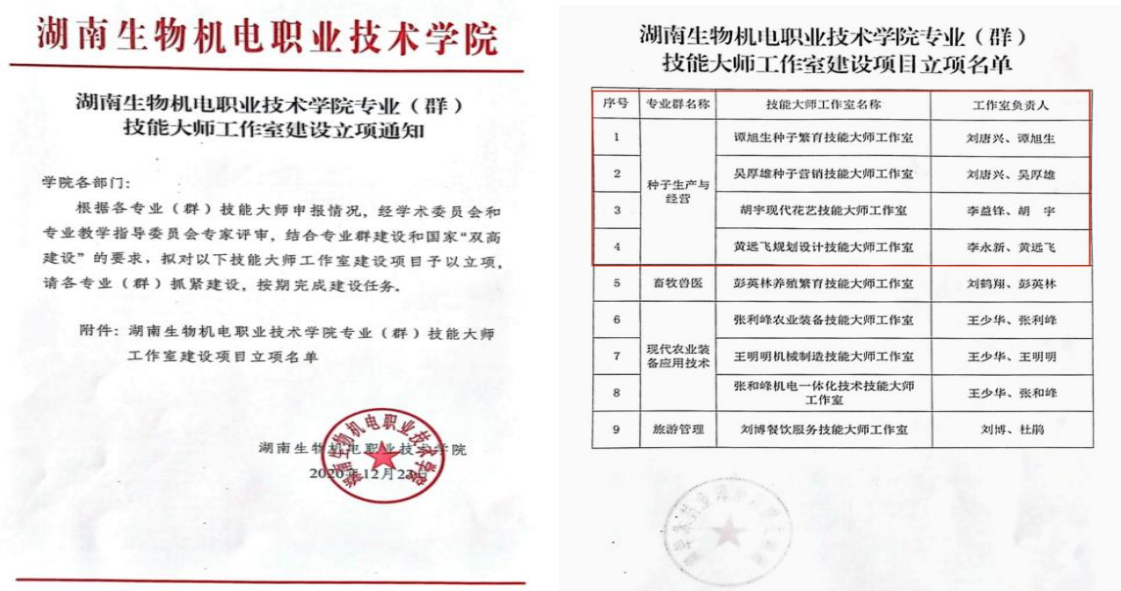 湖南生物机电职业技术学院
湖南生物机电职业技术学院专业（群）
技能大师工作室建设立项通知
学院各部门：
根据各专业（群）技能大师申报情况，经学术委员会和
专业教学指导委员会专家评审，结合专业群建设和国家“双高
建设”的要求，拟对以下技能大师工作室建设项目予以立项，
请各专业（群）抓紧建设，按期完成建设任务。
附件：湖南生物机电职业技术学院专业（群）技能大师
工作室建设项目立项名单
湖南生物机电职业技术学院
2020年12月23日
湖南生物机电职业技术学院专业（群）
技能大师工作室建设项目立项名单
序号 专业群名称 技能大师工作室名称 工作室负责人
1 谭旭生种子繁育技能大师工作室 刘唐兴、谭旭生
2 吴厚雄种子营销技能大师工作室 刘唐兴、吴厚雄
种子生产与
经营
3 胡宇现代花艺技能大师工作室 李益锋、胡 宇
4 黄远飞规划设计技能大师工作室 李永新、黄远飞
5 畜牧兽医 彭英林养殖繁育技能大师工作室 刘鹤翔、彭英林
6 张利峰农业装备技能大师工作室 王少华、张利峰
现代农业装
备应用技术
7 王明明机械制造技能大师工作室 王少华、王明明
8 张和峰机电一体化技术技能大师
工作室 王少华、张和峰
9 旅游管理 刘博餐饮服务技能大师工作室 刘博、杜鹃